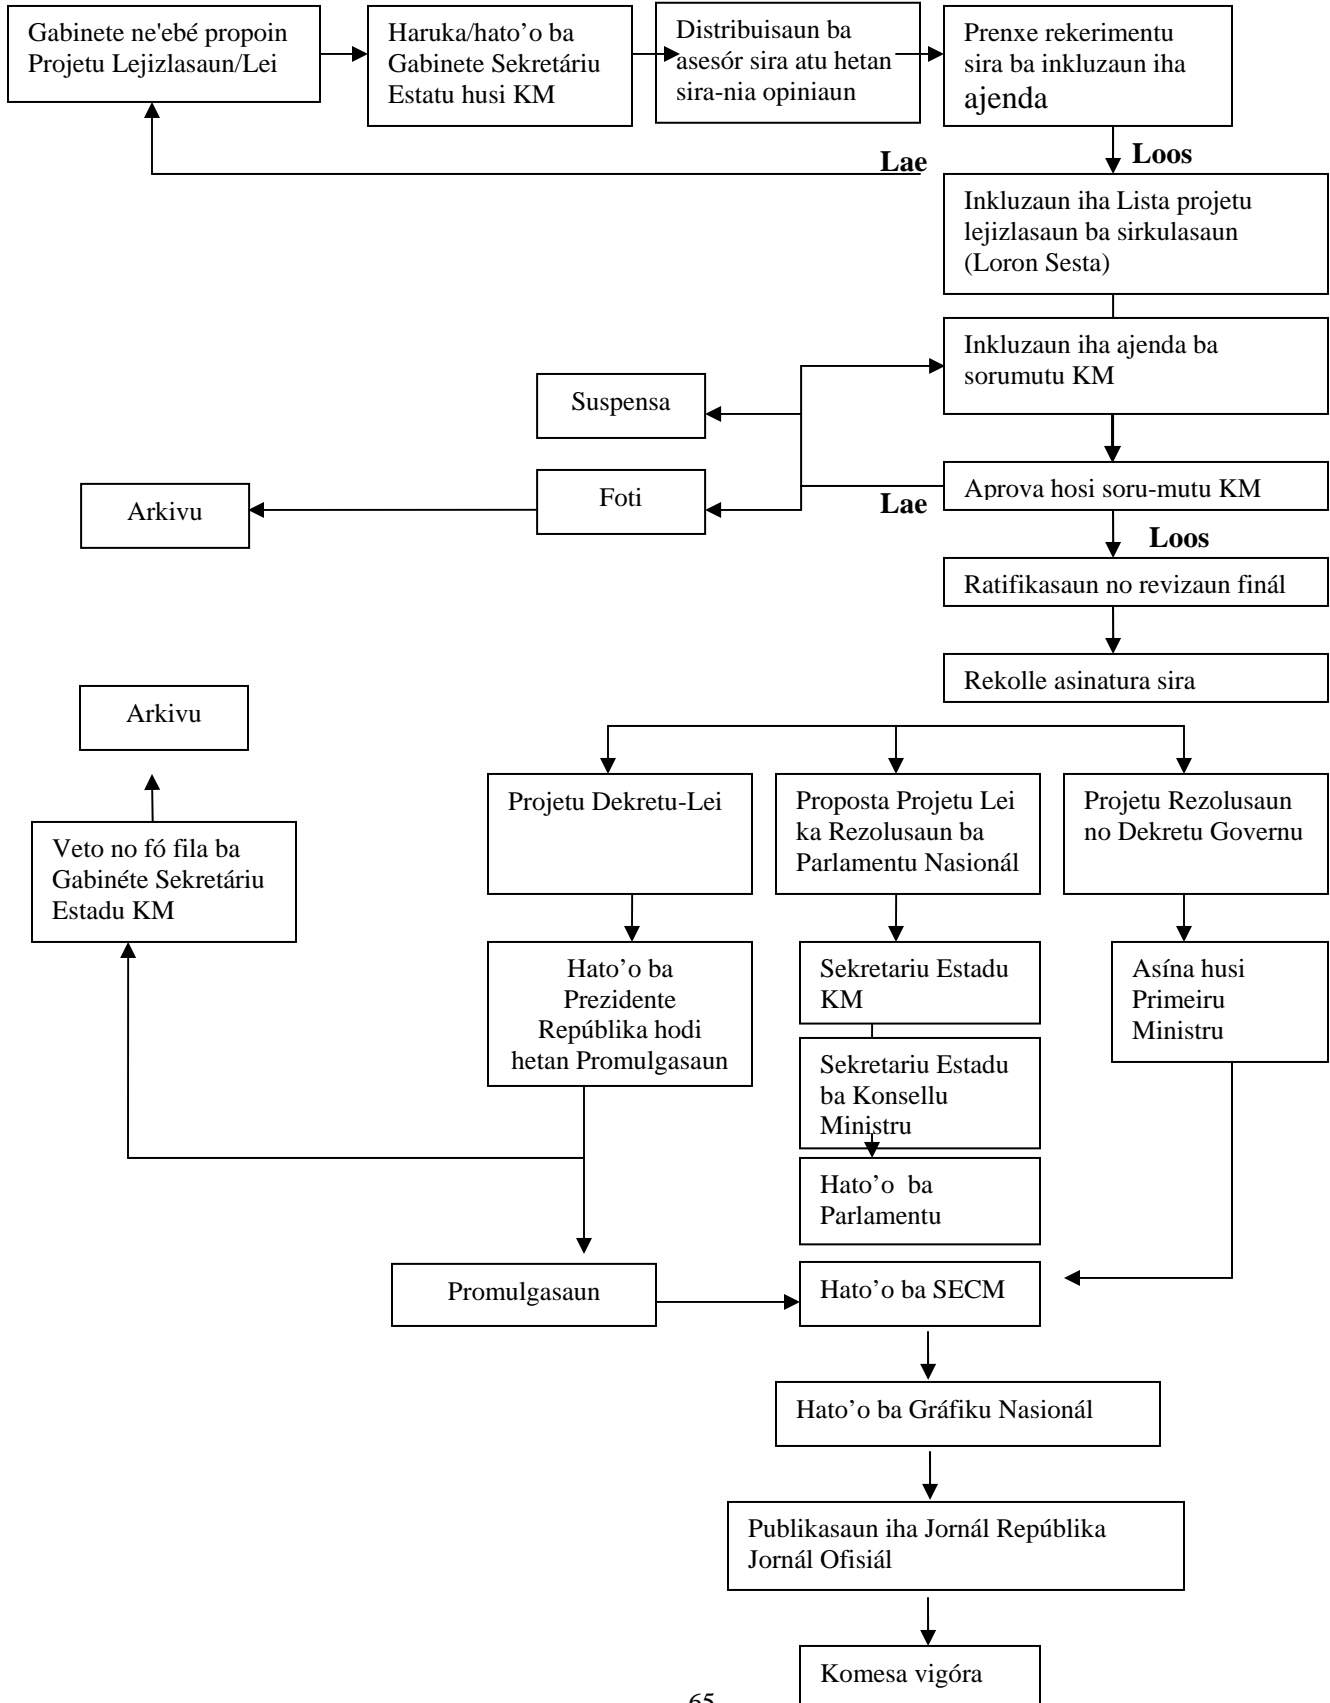 Gabinete ne'ebé propoin
Projetu Lejizlasaun/Lei
Haruka/hato’o ba
Gabinete Sekretáriu
Estatu husi KM
Distribuisaun ba
asesór sira atu hetan
sira-nia opiniaun
Prenxe rekerimentu
sira ba inkluzaun iha
ajenda
Lae
Loos
Inkluzaun iha Lista projetu
lejizlasaun ba sirkulasaun
(Loron Sesta)
Inkluzaun iha ajenda ba
sorumutu KM
Suspensa
Foti
Arkivu
Aprova hosi soru-mutu KM
Lae
Loos
Ratifikasaun no revizaun finál
Rekolle asinatura sira
Arkivu
Veto no fó fila ba
Gabinéte Sekretáriu
Estadu KM
Projetu Dekretu-Lei
Proposta Projetu Lei
ka Rezolusaun ba
Parlamentu Nasionál
Projetu Rezolusaun
no Dekretu Governu
Hato’o ba
Prezidente
Repúblika hodi
hetan Promulgasaun
Sekretariu Estadu
KM
Asína husi
Primeiru
Ministru
Sekretariu Estadu
ba Konsellu
Ministru
Hato’o ba
Parlamentu
Promulgasaun
Hato’o ba SECM
Hato’o ba Gráfiku Nasionál
Publikasaun iha Jornál Repúblika
Jornál Ofisiál
Komesa vigóra
65